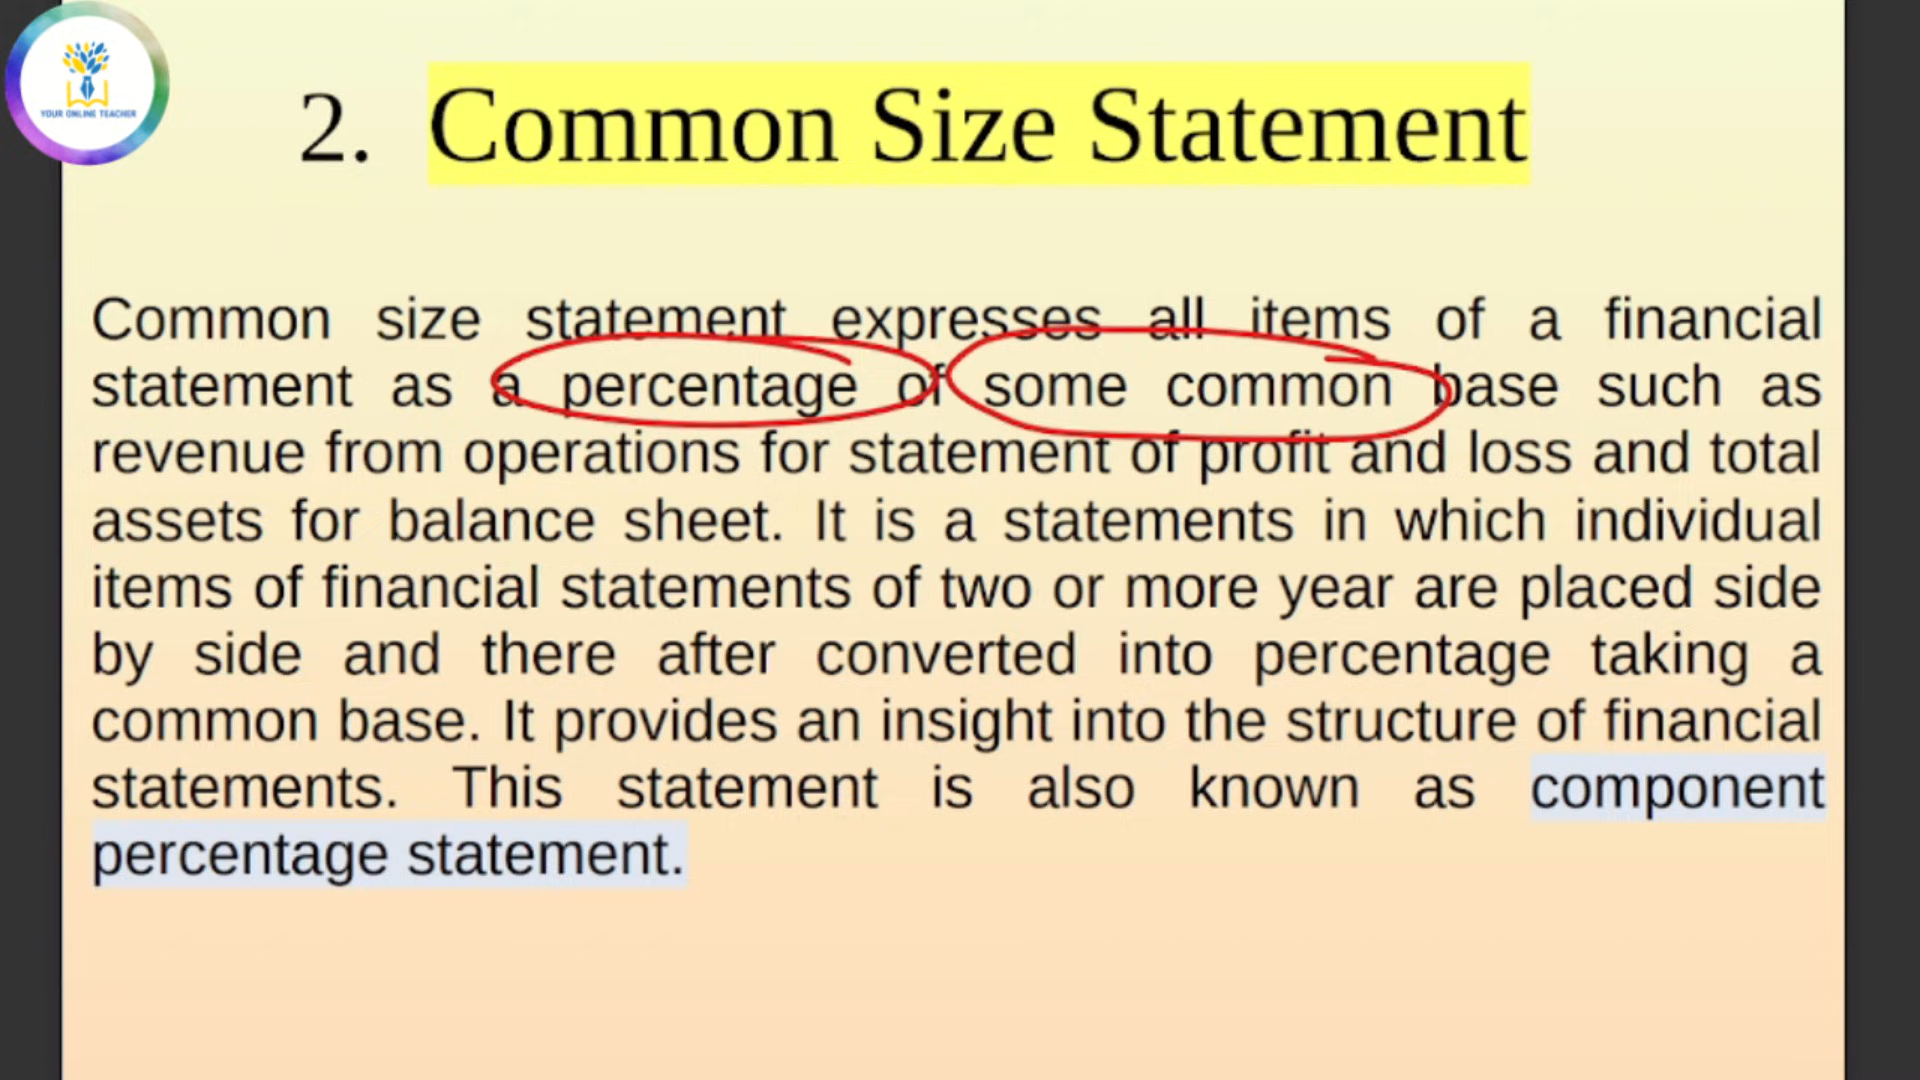 YOUR ONLINE TEACHER
2. Common Size Statement
Common size statement expresses all items of a financial
statement as a percentage of some common base such as
revenue from operations for statement of profit and loss and total
assets for balance sheet. It is a statements in which individual
items of financial statements of two or more year are placed side
by side and there after converted into percentage taking a
common base. It provides an insight into the structure of financial
statements. This statement is also known as component
percentage statement.